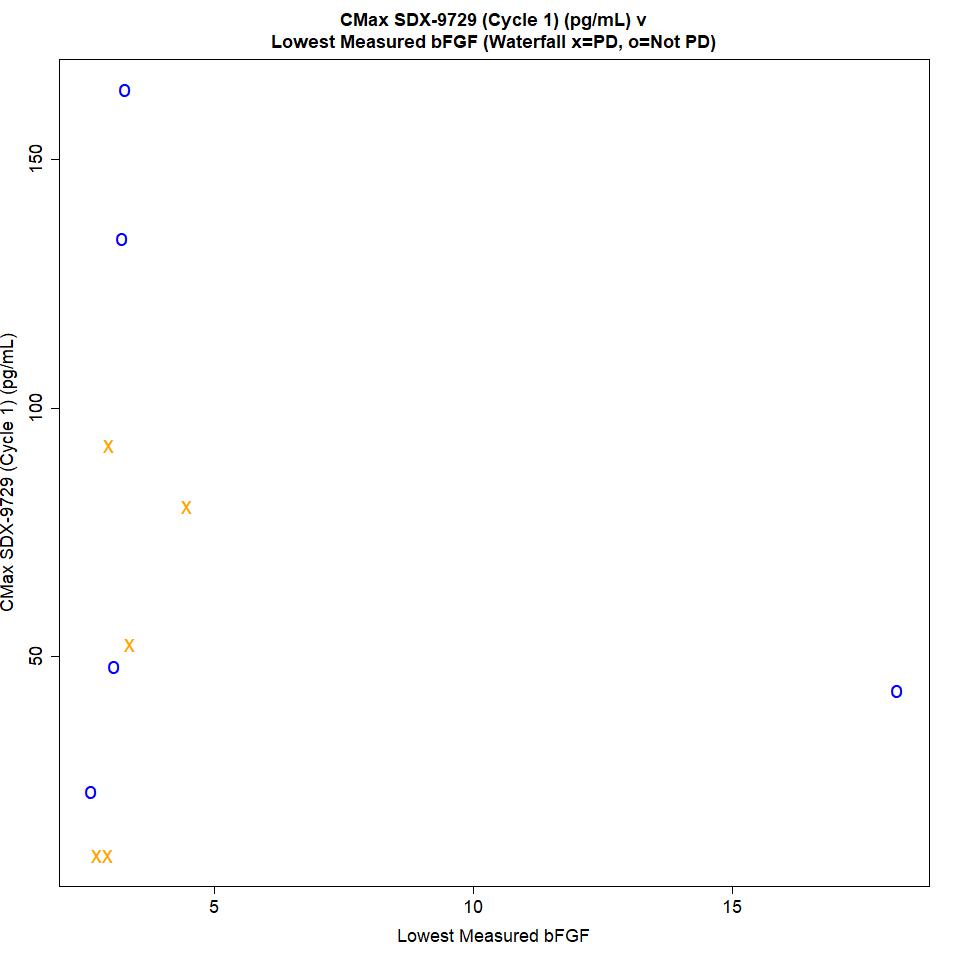 CMax SDX-9729 (Cycle 1) (pg/mL) v
Lowest Measured bFGF (Waterfall x=PD, o=Not PD)
CMax SDX-9729 (Cycle 1) (pg/mL)
150
100
50
O
O
X
X
X
O
O
O
XX
5
10
15
Lowest Measured bFGF